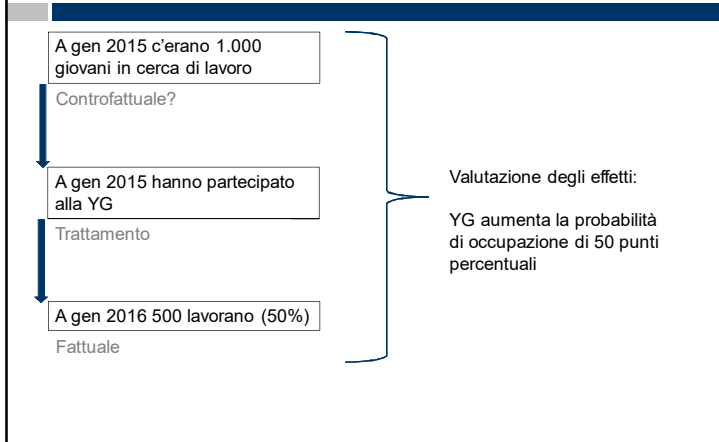 A gen 2015 c'erano 1.000
giovani in cerca di lavoro
Controfattuale?
A gen 2015 hanno partecipato
alla YG
Trattamento
A gen 2016 500 lavorano (50%)
Fattuale
Valutazione degli effetti:
YG aumenta la probabilità
di occupazione di 50 punti
percentuali